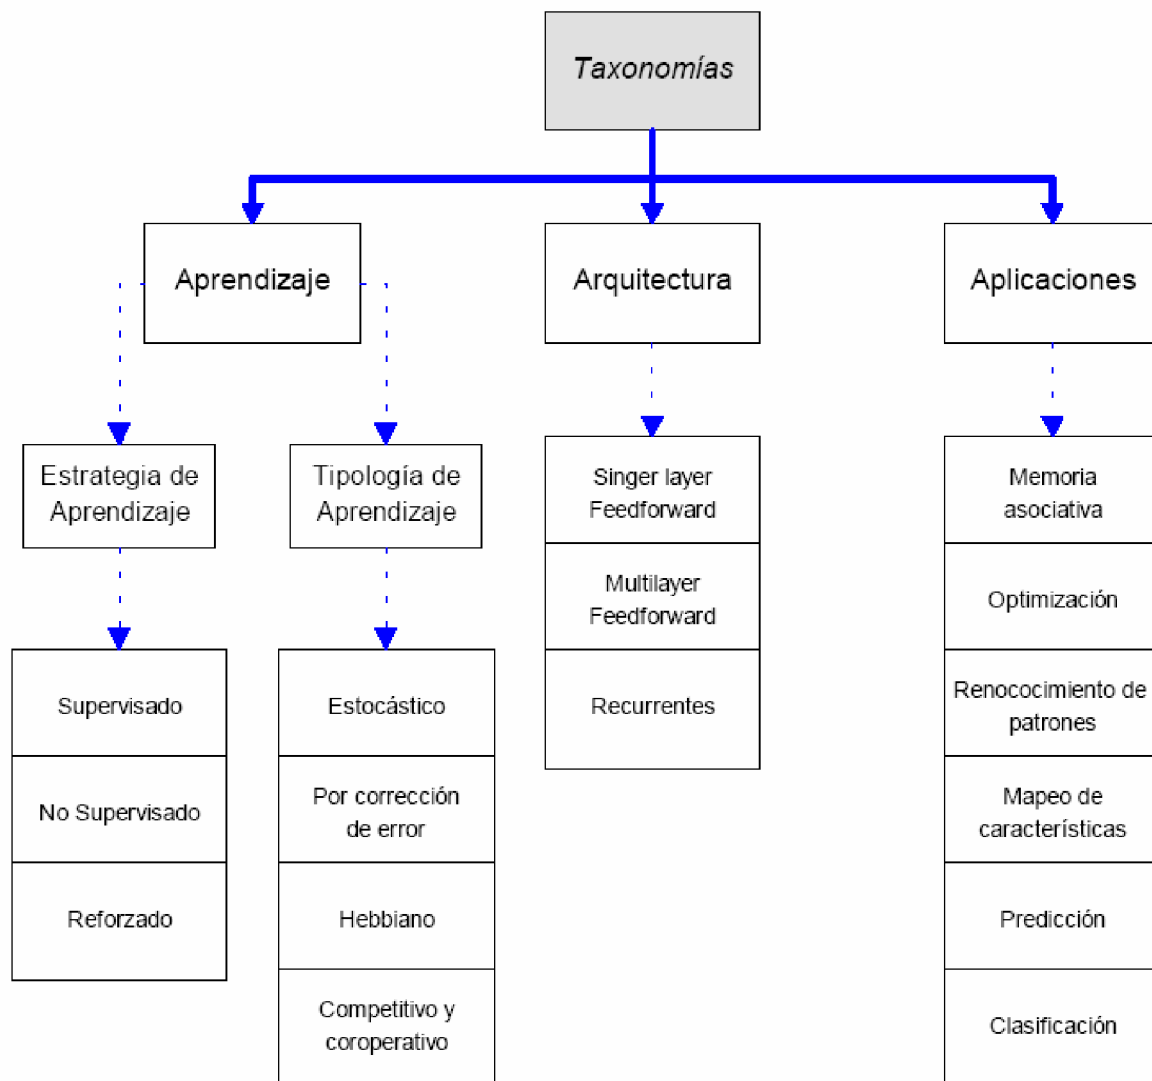 Taxonomías
Aprendizaje
Arquitectura
Aplicaciones
Estrategia de
Aprendizaje
Tipología de
Aprendizaje
Singer layer
Feedforward
Multilayer
Feedforward
Recurrentes
Memoria
asociativa
Optimización
Renococimiento de
patrones
Mapeo de
características
Predicción
Clasificación
Supervisado
No Supervisado
Reforzado
Estocástico
Por corrección
de error
Hebbiano
Competitivo y
coroperativo